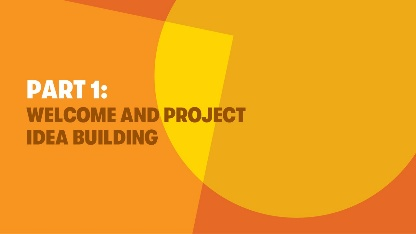 PART 1:
WELCOME AND PROJECT
IDEA BUILDING